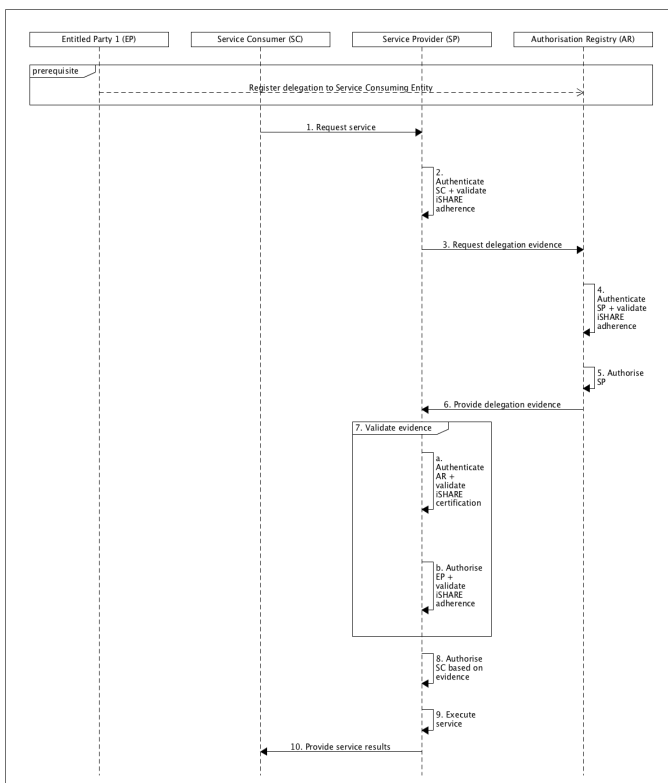 Entitled Party 1 (EP)
Service Consumer (SC)
Service Provider (SP)
Authorisation Registry (AR)
prerequisite
Register delegation to Service Consuming Entity
1. Request service
2.
Authenticate
SC + validate
iSHARE
adherence
3. Request delegation evidence
4.
Authenticate
SP + validate
iSHARE
adherence
5. Authorise
SP
6. Provide delegation evidence
7. Validate evidence
a.
Authenticate
AR +
validate
iSHARE
certification
b. Authorise
EP +
validate
iSHARE
adherence
8. Authorise
SC based on
evidence
9. Execute
service
10. Provide service results